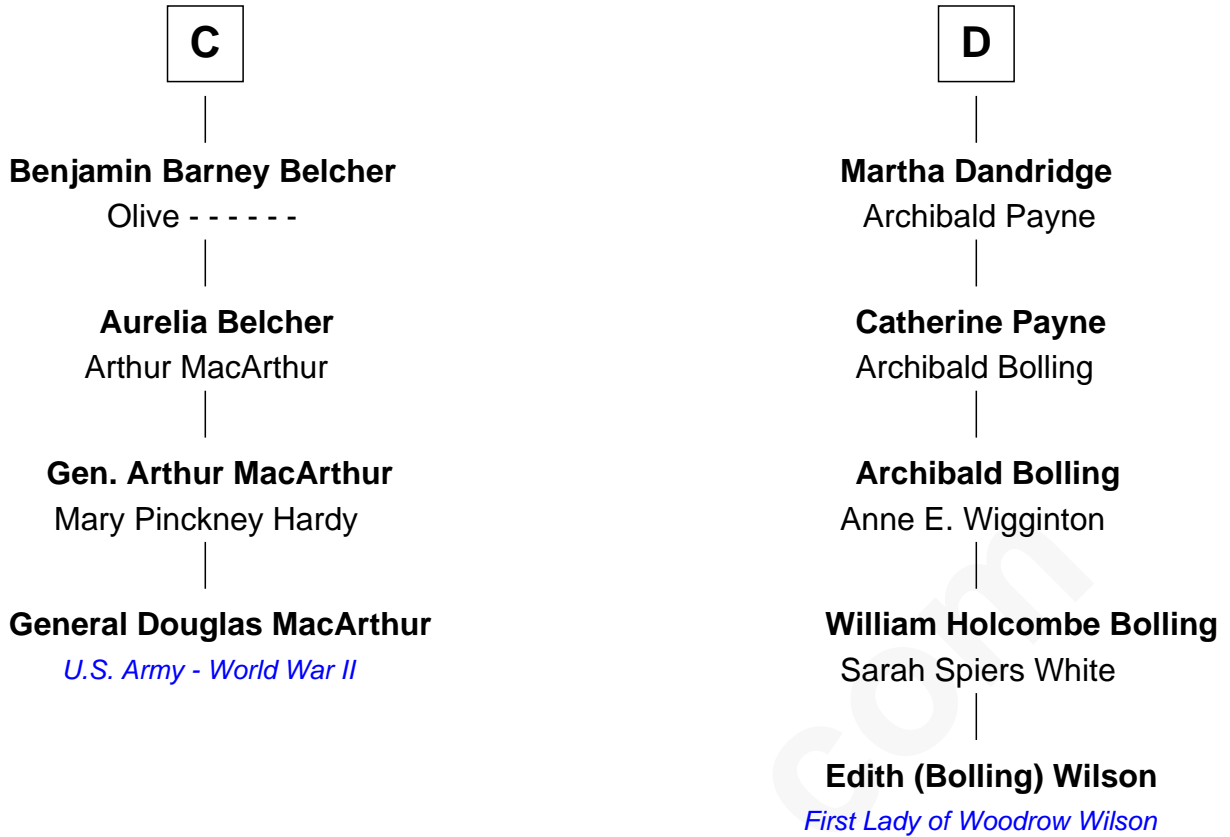 C
Benjamin Barney Belcher
Olive - - - - - -
Aurelia Belcher
Arthur MacArthur
Gen. Arthur MacArthur
Mary Pinckney Hardy
General Douglas MacArthur
U.S. Army - World War II
D
Martha Dandridge
Archibald Payne
Catherine Payne
Archibald Bolling
Archibald Bolling
Anne E. Wigginton
William Holcombe Bolling
Sarah Spiers White
Edith (Bolling) Wilson
First Lady of Woodrow Wilson
com